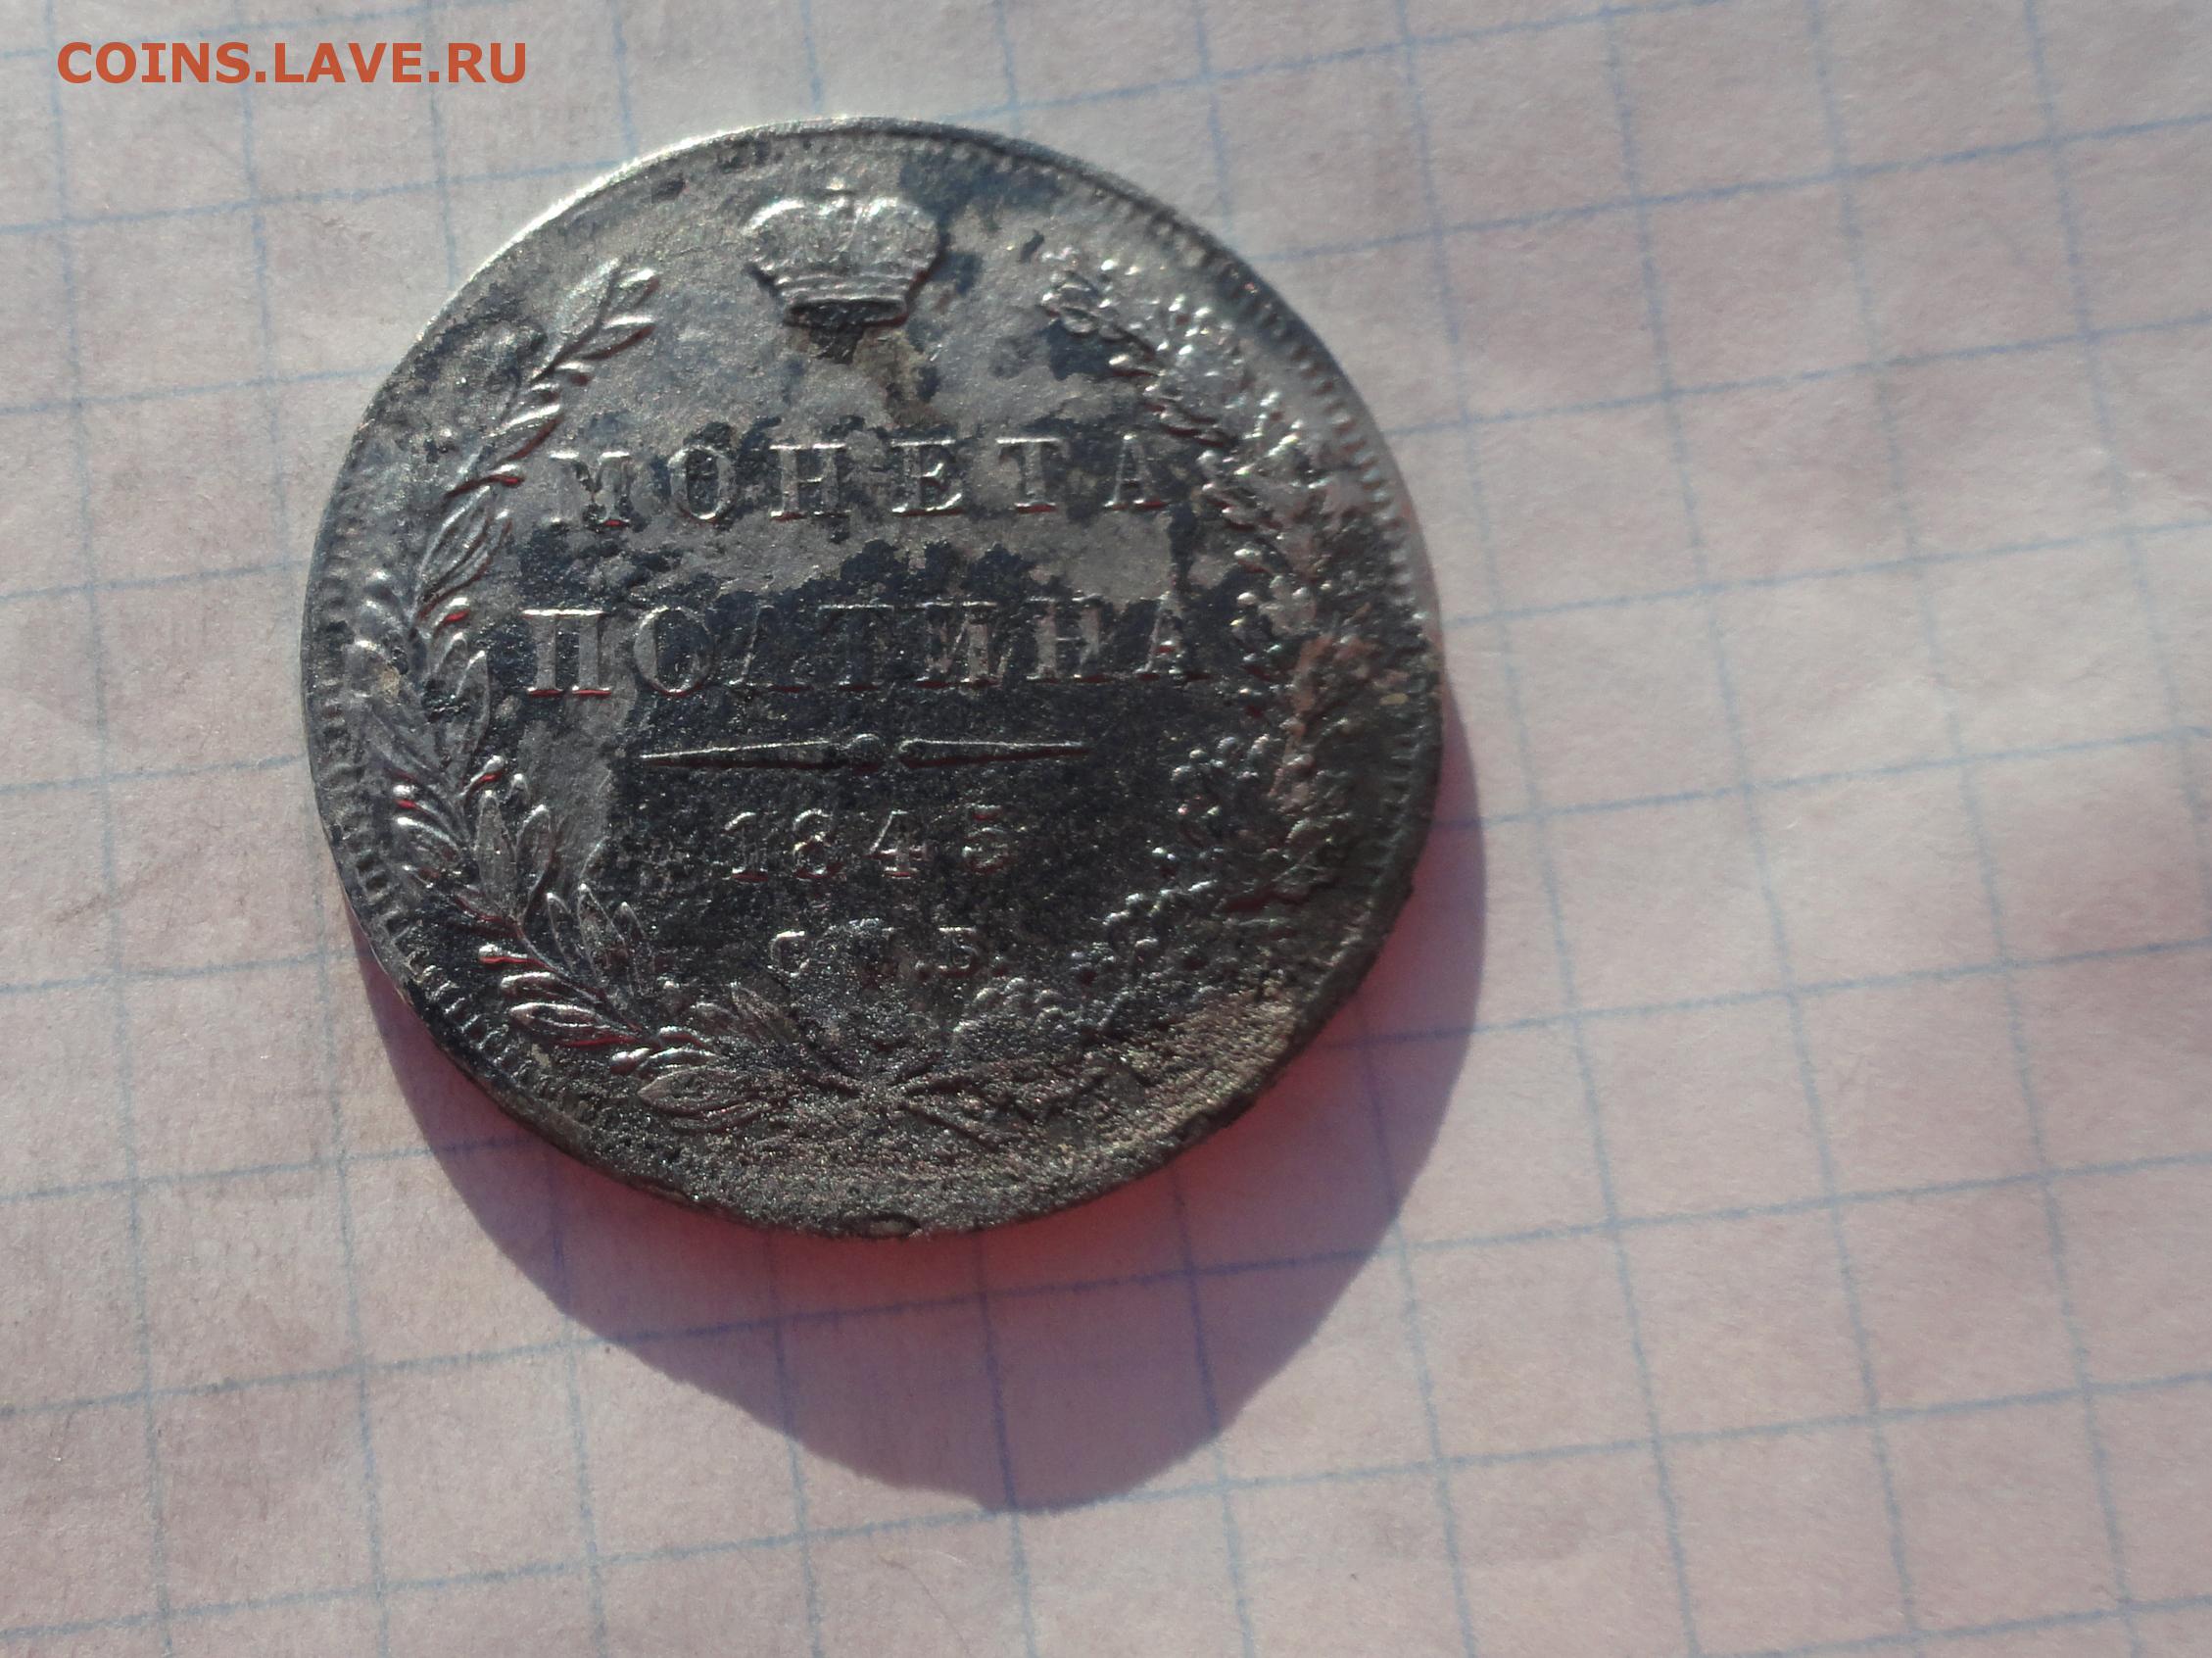 COINS.LAVE.RU
МОНЕТА
ПОЛТИНА
1845
С.П.Б.